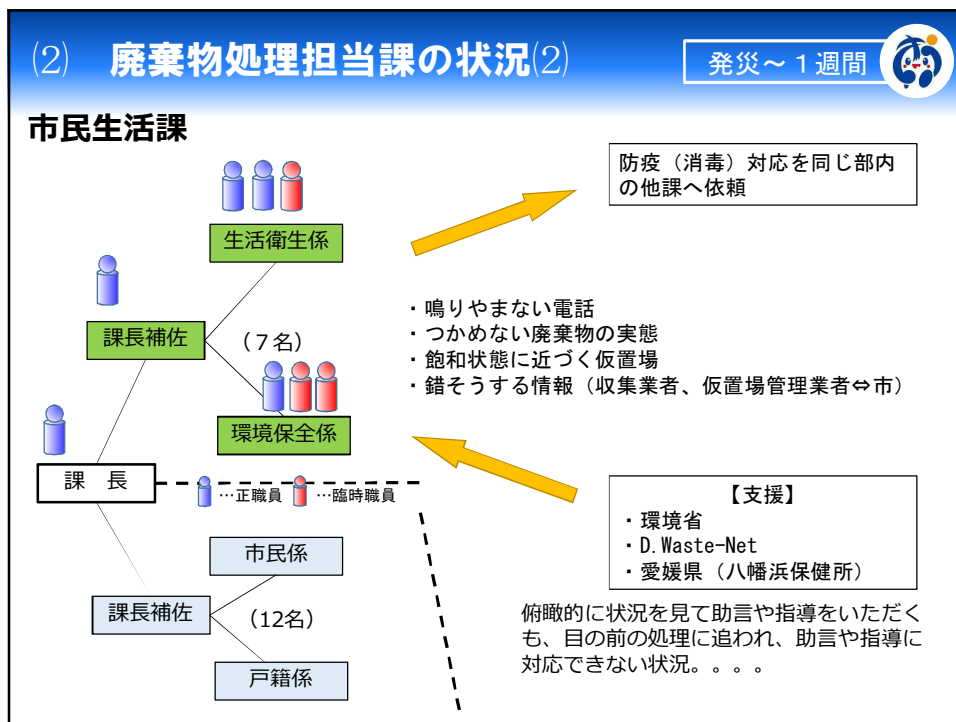 ⑵ 廃棄物処理担当課の状況⑵
発災～１週間
市民生活課
生活衛生係
課長補佐
（７名）
環境保全係
課 長
…正職員 …臨時職員
市民係
課長補佐
（12名）
戸籍係
防疫（消毒）対応を同じ部内
の他課へ依頼
・鳴りやまない電話
・つかめない廃棄物の実態
・飽和状態に近づく仮置場
・錯そうする情報（収集業者、仮置場管理業者⇔市）
【支援】
・環境省
・D.Waste-Net
・愛媛県（八幡浜保健所）
俯瞰的に状況を見て助言や指導をいただく
も、目の前の処理に追われ、助言や指導に
対応できない状況。。。。